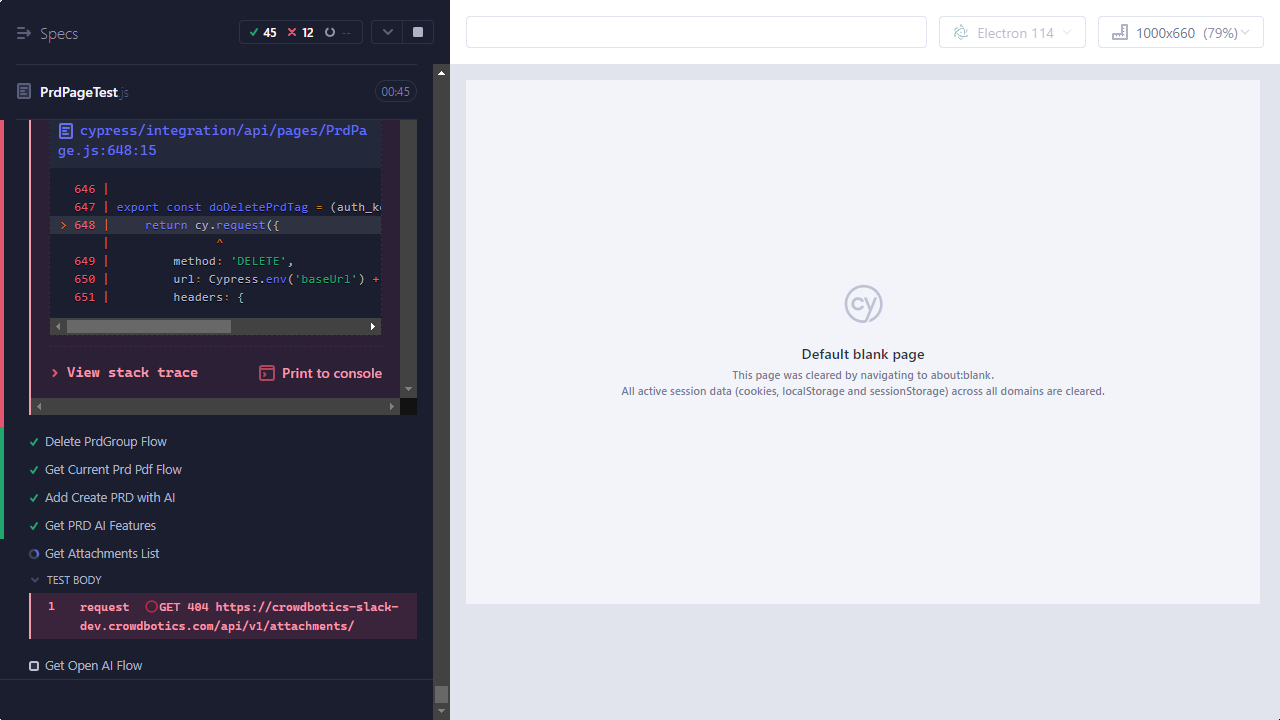 Specs
45
12
--
Electron 114
1000x660 (79%)
PrdPageTest.js
00:45
cypress/integration/api/pages/PrdPa
ge.js:648:15
646 |
647 | export const doDeletePrdTag = (auth_ke
> 648 | return cy.request({
| ^
649 | method: 'DELETE',
650 | url: Cypress.env('baseUrl') +
651 | headers: {
> View stack trace
Print to console
Delete PrdGroup Flow
Get Current Prd Pdf Flow
Add Create PRD with AI
Get PRD AI Features
Get Attachments List
TEST BODY
1 request GET 404 https://crowdbotics-slack-
dev.crowdbotics.com/api/v1/attachments/
Get Open AI Flow
cy
Default blank page
This page was cleared by navigating to about:blank.
All active session data (cookies, localStorage and sessionStorage) across all domains are cleared.